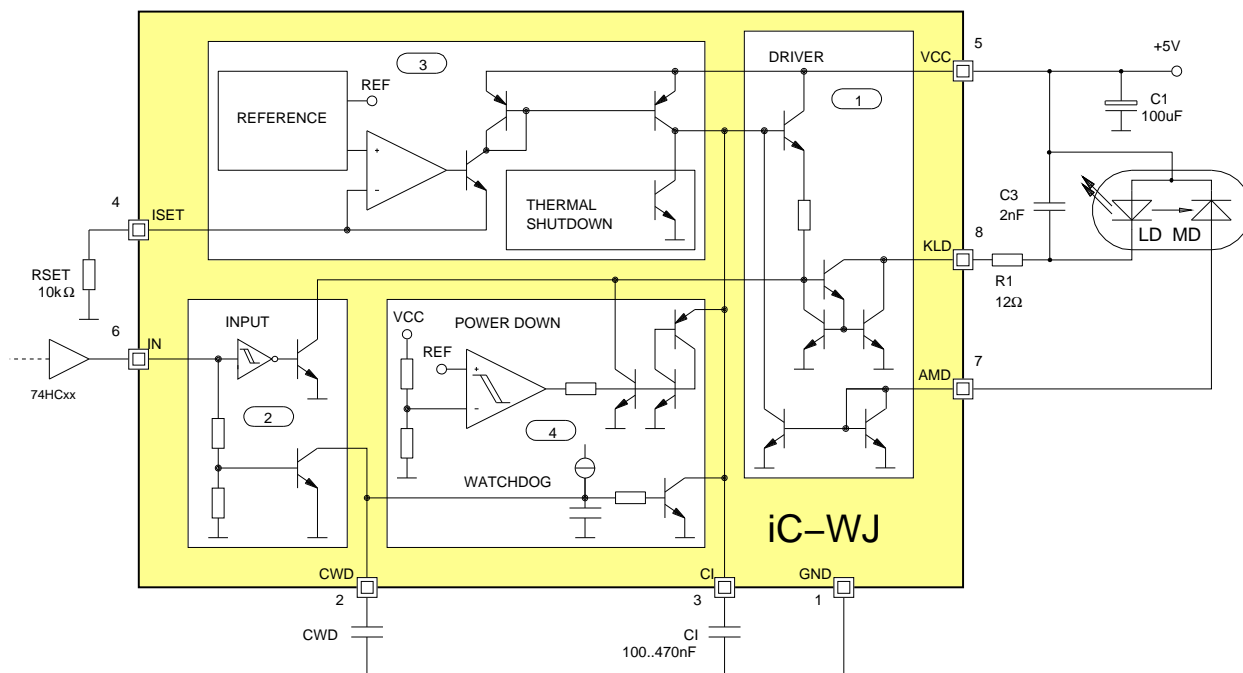 3
DRIVER
VCC
5
+5V
REF
1
C1
100uF
REFERENCE
+
-
4
ISET
THERMAL
SHUTDOWN
C3
2nF
LD MD
8
KLD
R1
12Ω
RSET
10kΩ
6
IN
INPUT
VCC
POWER DOWN
REF
+
-
74HCxx
7
AMD
2
4
WATCHDOG
iC-WJ
CWD
2
CI
3
GND
1
CWD
CI
100..470nF